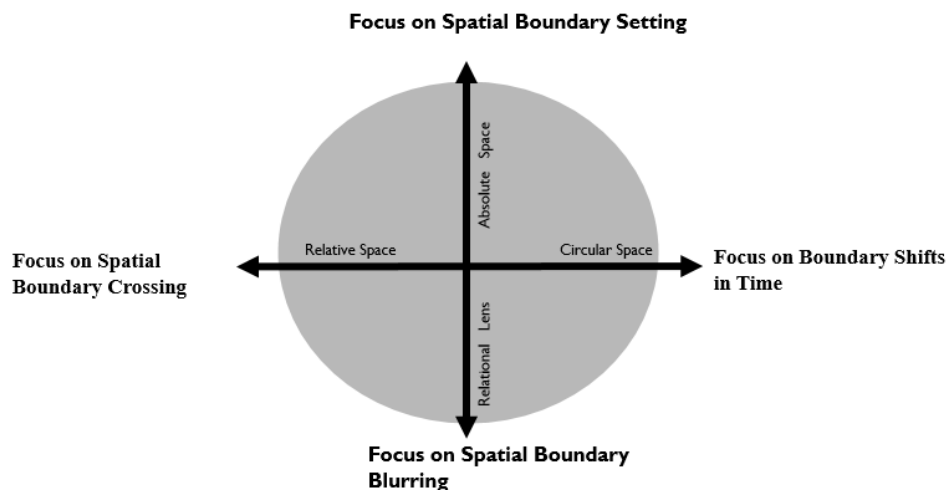 Focus on Spatial Boundary Setting
Absolute Space
Relative Space
Circular Space
Focus on Spatial
Boundary Crossing
Focus on Boundary Shifts
in Time
Relational Lens
Focus on Spatial Boundary
Blurring